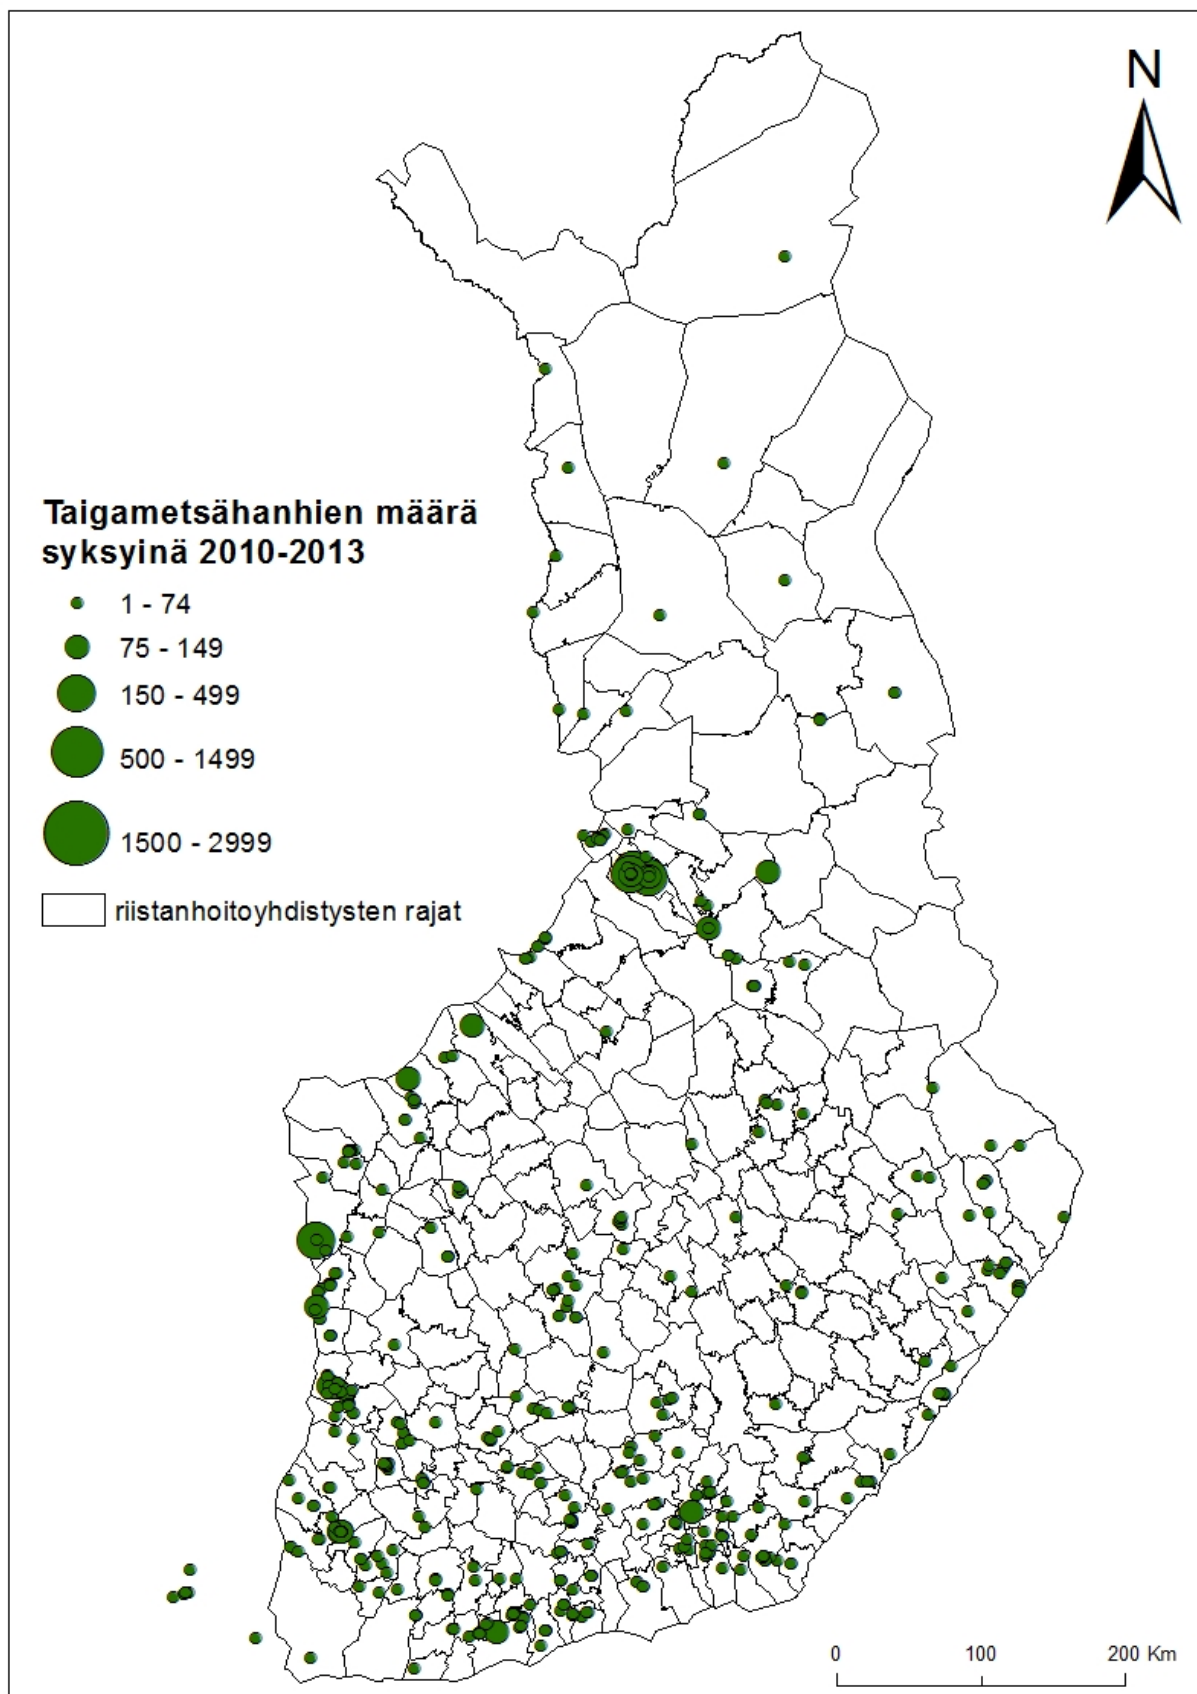 N
Taigametsähanhien määrä
syksyinä 2010-2013
1 - 74
75 - 149
150 - 499
500 - 1499
1500 - 2999
riistanhoitoyhdistysten rajat
0 100 200 Km